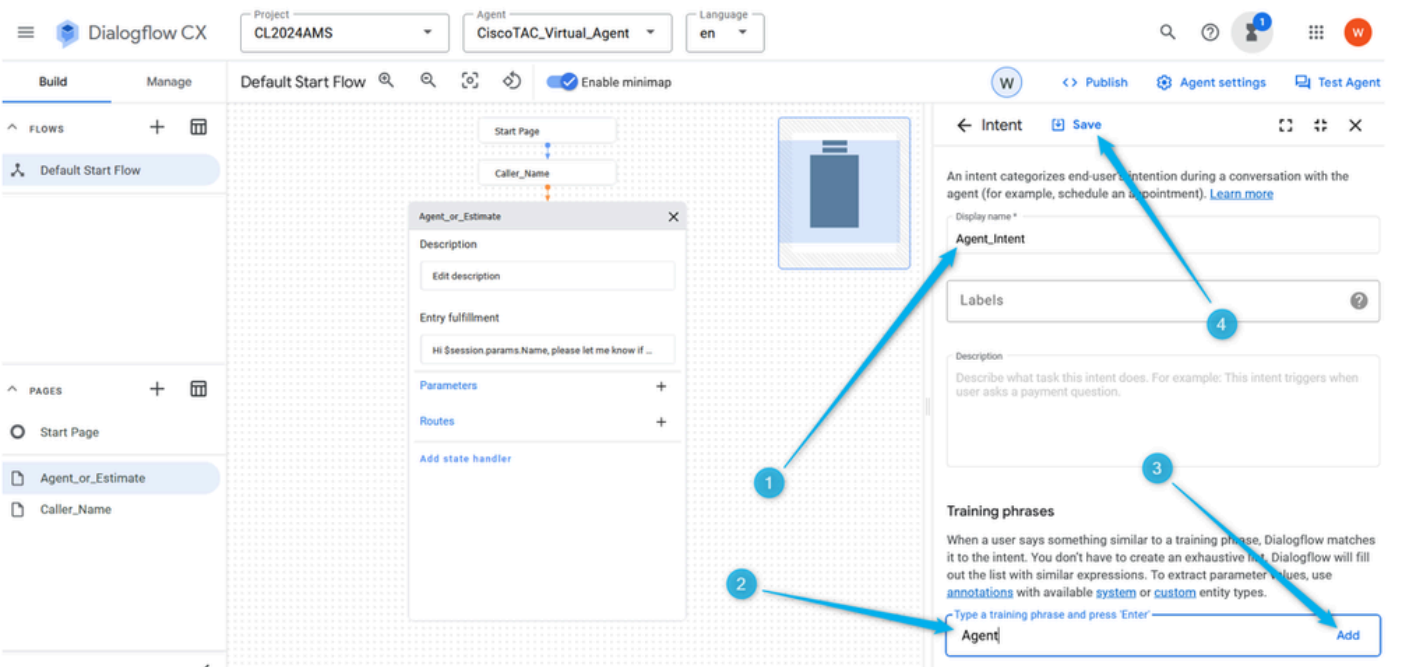 Dialogflow CX
Project
CL2024AMS
Agent
CiscoTAC_Virtual_Agent
Language
en
1
W
Build
Manage
Default Start Flow
Enable minimap
W
Publish
Agent settings
Test Agent
FLOWS
Default Start Flow
PAGES
Start Page
Agent_or_Estimate
Caller_Name
Start Page
Caller_Name
Agent_or_Estimate
Description
Edit description
Entry fulfillment
Hi $session.params.Name, please let me know if ...
Parameters
Routes
Add state handler
Intent
Save
An intent categorizes end-user's intention during a conversation with the
agent (for example, schedule an appointment). Learn more
Display name *
Agent_Intent
Labels
4
Description
Describe what task this intent does. For example: This intent triggers when
user asks a payment question.
1
3
Training phrases
When a user says something similar to a training phrase, Dialogflow matches
it to the intent. You don't have to create an exhaustive list. Dialogflow will fill
out the list with similar expressions. To extract parameter values, use
annotations with available system or custom entity types.
2
Type a training phrase and press 'Enter'
Agent
Add